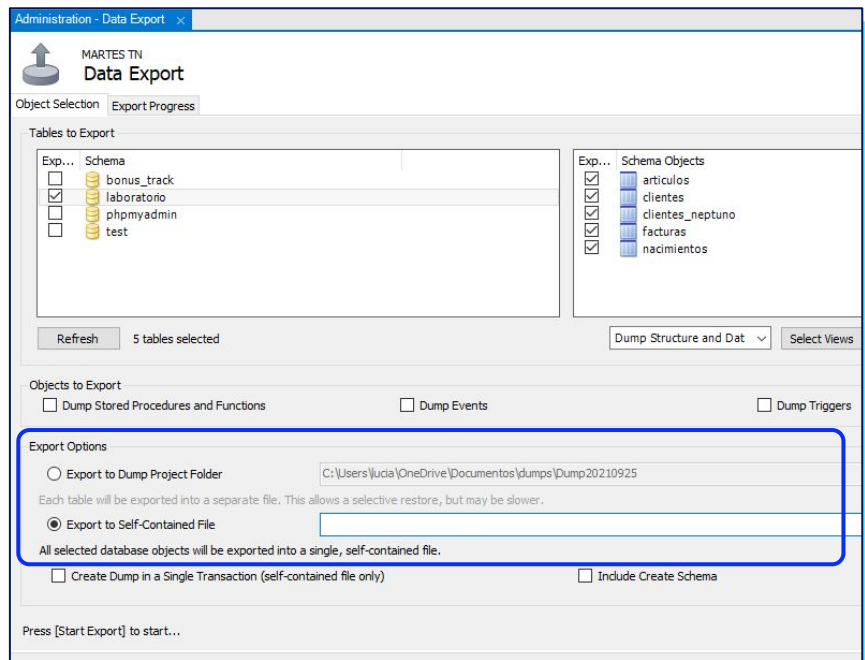 Administration - Data Export ×
MARTES TN
Data Export
Object Selection Export Progress
Tables to Export
Exp... Schema
bonus_track
laboratorio
phpmyadmin
test
Exp... Schema Objects
articulos
clientes
clientes_neptuno
facturas
nacimientos
Refresh 5 tables selected
Dump Structure and Dat Select Views
Objects to Export
Dump Stored Procedures and Functions Dump Events Dump Triggers
Export Options
Export to Dump Project Folder C:\Users\lucia\OneDrive\Documentos\dumps\Dump20210925
Each table will be exported into a separate file. This allows a selective restore, but may be slower.
Export to Self-Contained File
All selected database objects will be exported into a single, self-contained file.
Create Dump in a Single Transaction (self-contained file only) Include Create Schema
Press [Start Export] to start...